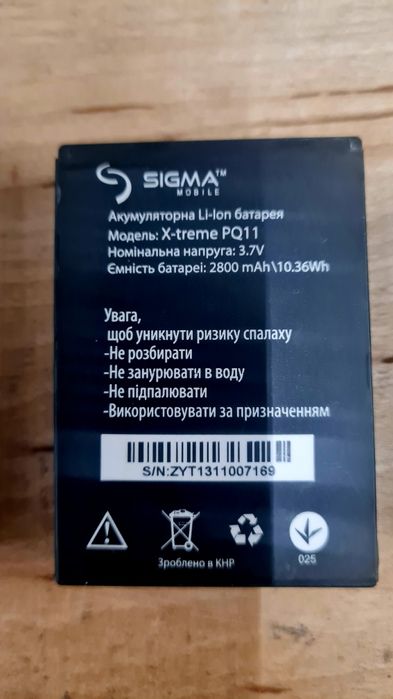 SIGMA™
MOBILE
Акумуляторна Li-Ion батарея
Модель: X-treme PQ11
Номінальна напруга: 3.7V
Ємність батареї: 2800 mAh\10.36Wh
Увага,
щоб уникнути ризику спалаху
-Не розбирати
-Не занурювати в воду
-Не підпалювати
-Використовувати за призначенням
S/N:ZYT1311007169
Зроблено в КНР
025